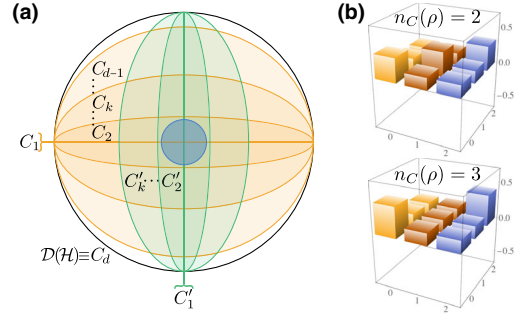 (a)
C_{d-1}
⋮
C_k
⋮
C_2
C_1
C'_k ⋯ C'_2
𝒟(ℋ)≡C_d
C'_1
(b)
n_C(ρ) = 2
0.5
0.0
−0.5
0
1
2
0
1
2
n_C(ρ) = 3
0.5
0.0
−0.5
0
1
2
0
1
2